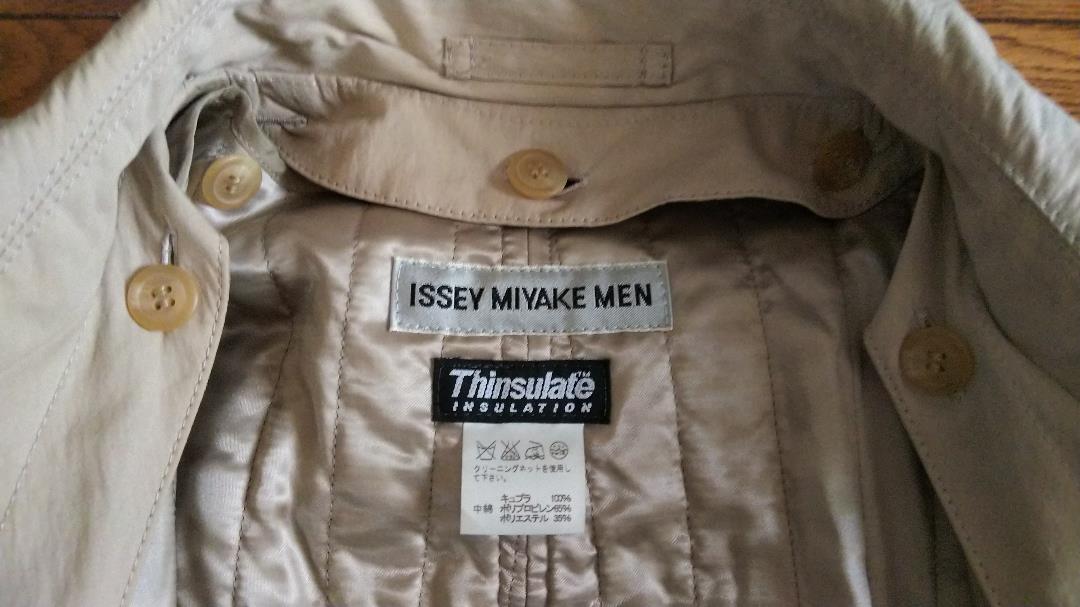 ISSEY MIYAKE MEN
Thinsulate™
INSULATION
クリーニングネットを使用し
て下さい。
キュプラ 100%
中綿 ポリプロピレン65%
ポリエステル 35%